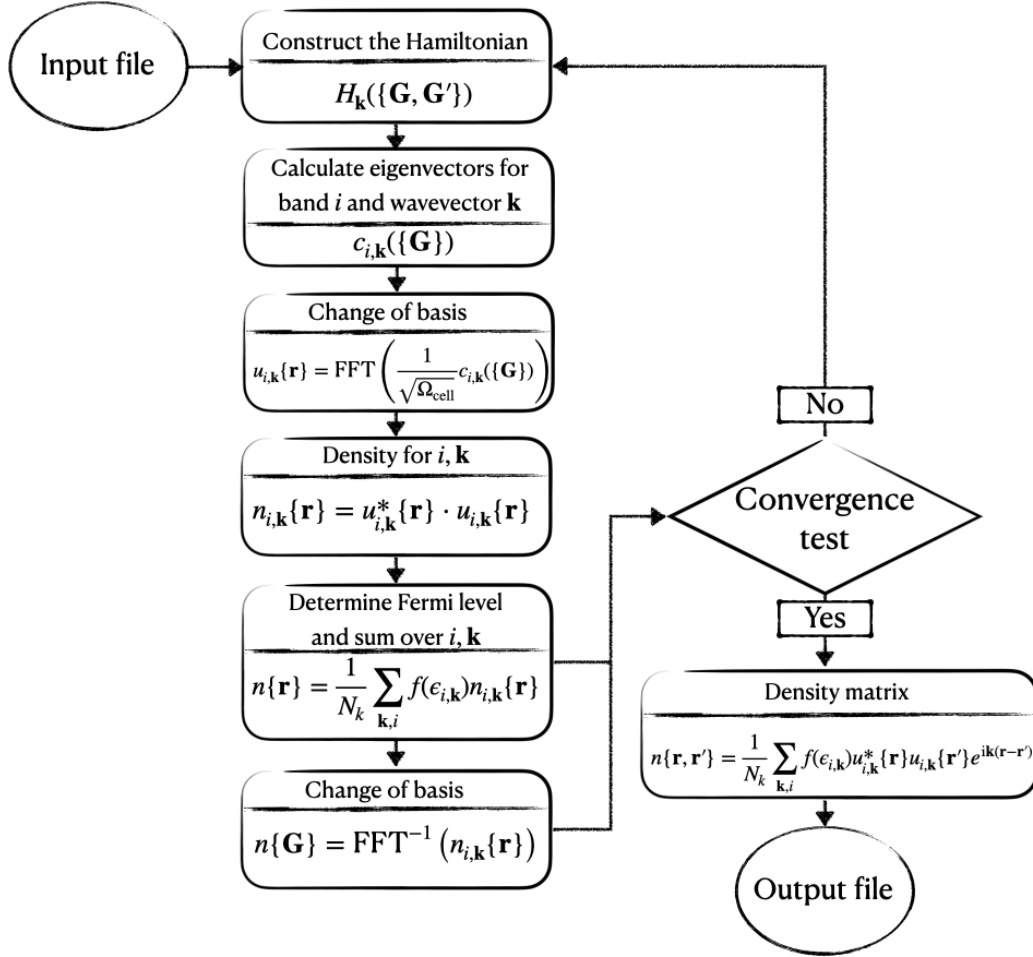 Input file
Construct the Hamiltonian
H_k({G, G′})
Calculate eigenvectors for
band i and wavevector k
c_{i,k}({G})
Change of basis
u_{i,k}{r} = FFT ( 1/√Ω_cell c_{i,k}({G}) )
Density for i, k
n_{i,k}{r} = u*_{i,k}{r} · u_{i,k}{r}
Determine Fermi level
and sum over i, k
n{r} = 1/N_k ∑_{k,i} f(ϵ_{i,k}) n_{i,k}{r}
Change of basis
n{G} = FFT⁻¹ (n_{i,k}{r})
No
Convergence
test
Yes
Density matrix
n{r, r′} = 1/N_k ∑_{k,i} f(ϵ_{i,k}) u*_{i,k}{r} u_{i,k}{r′} e^{ik(r−r′)}
Output file